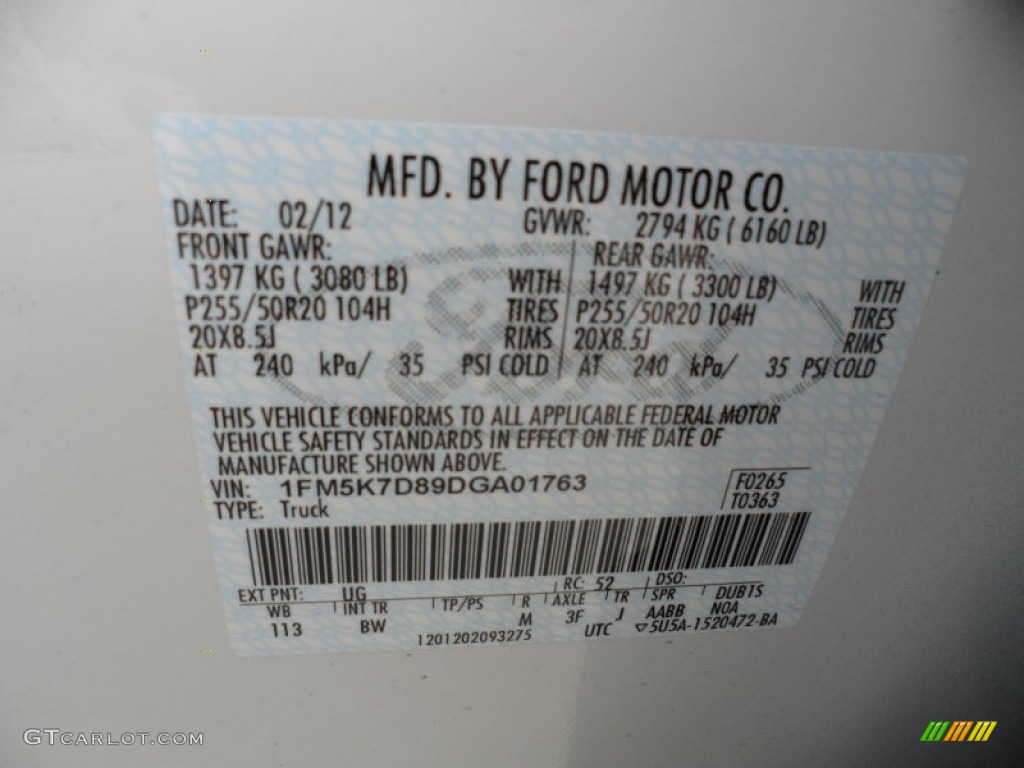 MFD. BY FORD MOTOR CO.
DATE: 02/12 GVWR: 2794 KG ( 6160 LB)
FRONT GAWR: REAR GAWR:
1397 KG ( 3080 LB) WITH 1497 KG ( 3300 LB) WITH
P255/50R20 104H TIRES P255/50R20 104H TIRES
20X8.5J RIMS 20X8.5J RIMS
AT 240 kPa/ 35 PSI COLD AT 240 kPa/ 35 PSI COLD
THIS VEHICLE CONFORMS TO ALL APPLICABLE FEDERAL MOTOR
VEHICLE SAFETY STANDARDS IN EFFECT ON THE DATE OF
MANUFACTURE SHOWN ABOVE.
VIN: 1FM5K7D89DGA01763 F0265
TYPE: Truck T0363
EXT PNT: UG RC: 52 DSO:
WB INT TR TP/PS R AXLE TR SPR DUB1S
113 BW M 3F J AABB NOA
1201202093275 UTC ▽5U5A-1520472-BA
GTCARLOT.COM